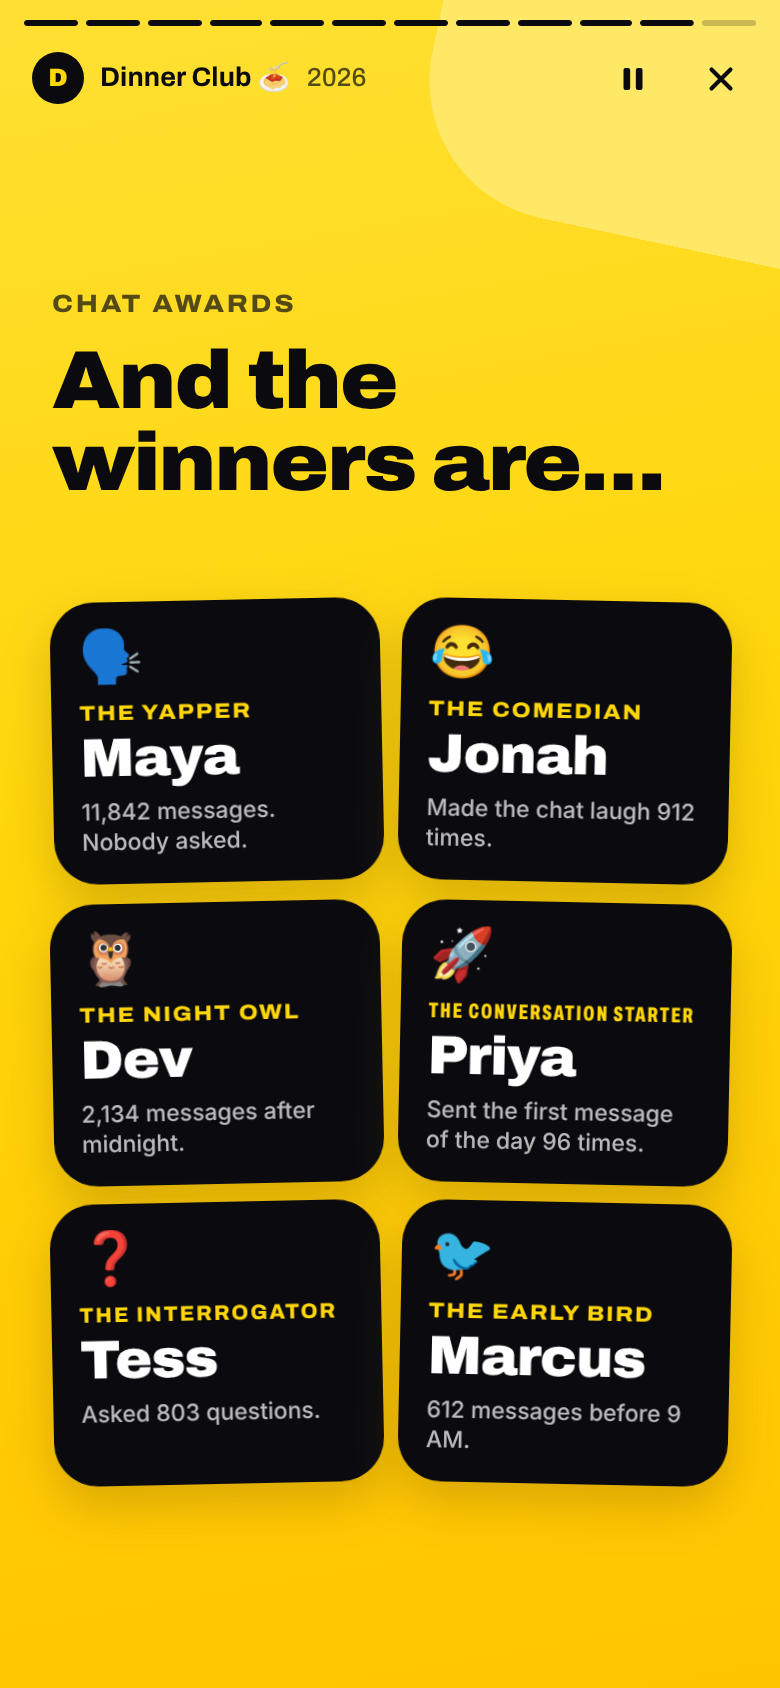 D Dinner Club 🍝 2026
CHAT AWARDS
And the
winners are...
THE YAPPER
Maya
11,842 messages.
Nobody asked.
THE COMEDIAN
Jonah
Made the chat laugh 912
times.
THE NIGHT OWL
Dev
2,134 messages after
midnight.
THE CONVERSATION STARTER
Priya
Sent the first message
of the day 96 times.
THE INTERROGATOR
Tess
Asked 803 questions.
THE EARLY BIRD
Marcus
612 messages before 9
AM.